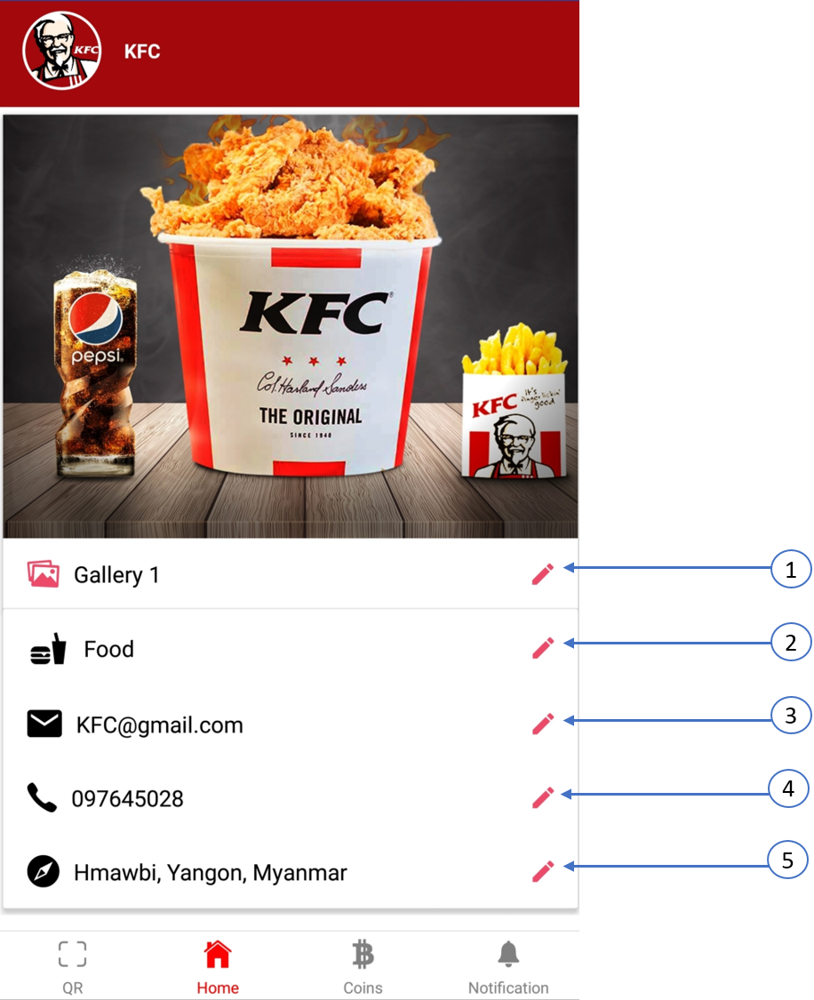 KFC
KFC
pepsi
KFC
Col. Harland Sanders
THE ORIGINAL
SINCE 1940
KFC
It's
finger lickin'
good
Gallery 1
1
Food
2
KFC@gmail.com
3
097645028
4
Hmawbi, Yangon, Myanmar
5
QR
Home
Coins
Notification